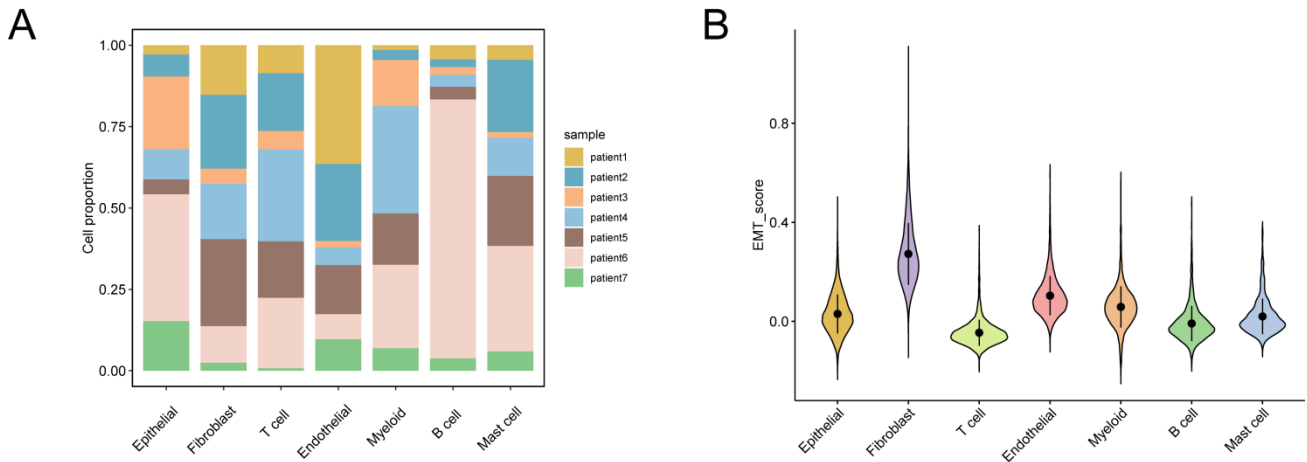 A
Cell proportion
1.00
0.75
0.50
0.25
0.00
Epithelial
Fibroblast
T cell
Endothelial
Myeloid
B cell
Mast cell
sample
patient1
patient2
patient3
patient4
patient5
patient6
patient7
B
EMT_score
0.8
0.4
0.0
Epithelial
Fibroblast
T cell
Endothelial
Myeloid
B cell
Mast cell